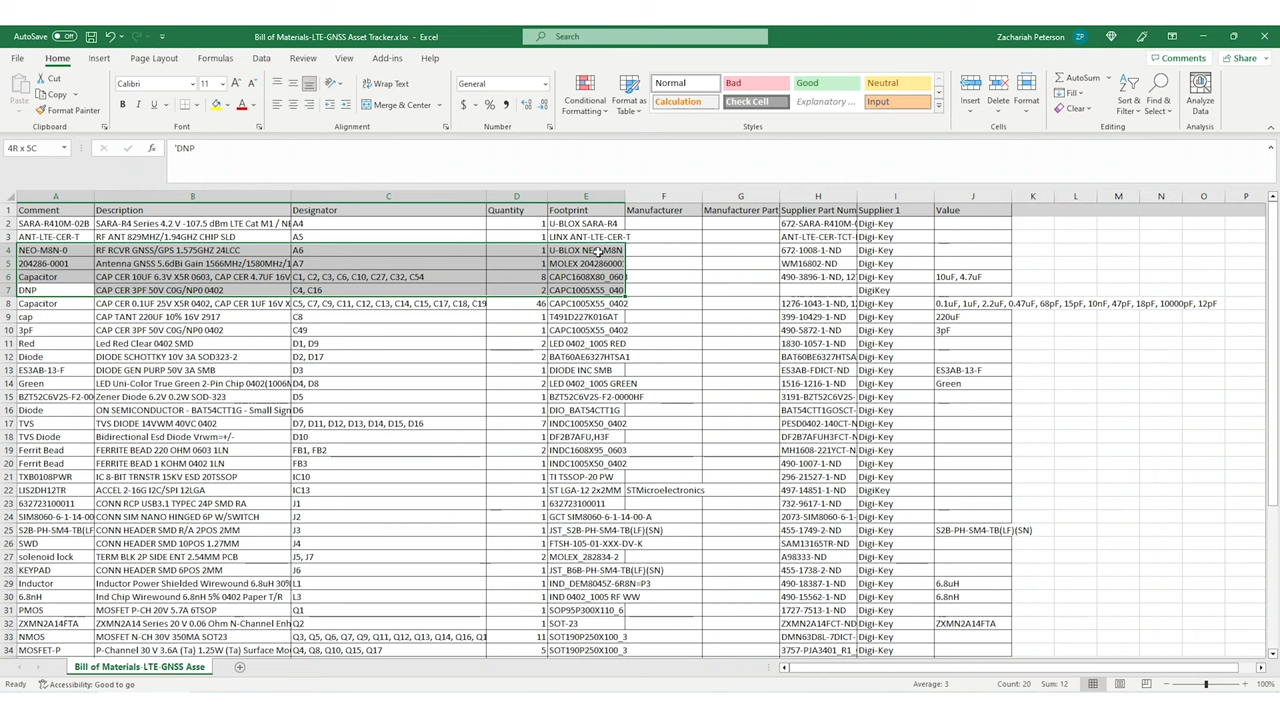 AutoSave Off Bill of Materials-LTE-GNSS Asset Tracker.xlsx - Excel Search Zachariah Peterson ZP
File Home Insert Page Layout Formulas Data Review View Add-ins Help Comments Share
Paste Cut Copy Format Painter Clipboard
Calibri 11 B I U A Font
Wrap Text Merge & Center Alignment
General $ % Number
Conditional Formatting Format as Table Normal Bad Good Neutral Calculation Check Cell Explanatory ... Input Styles
Insert Delete Format Cells
AutoSum Fill Clear Sort & Filter Find & Select Editing
Analyze Data Analysis
4R x 5C fx 'DNP
A B C D E F G H I J K L M N O P
1 Comment Description Designator Quantity Footprint Manufacturer Manufacturer Part Supplier Part Num Supplier 1 Value
2 SARA-R410M-02B SARA-R4 Series 4.2 V -107.5 dBm LTE Cat M1 / NE A4 1 U-BLOX SARA-R4 672-SARA-R410M- Digi-Key
3 ANT-LTE-CER-T RF ANT 829MHZ/1.94GHZ CHIP SLD A5 1 LINX ANT-LTE-CER-T ANT-LTE-CER-TCT- Digi-Key
4 NEO-M8N-0 RF RCVR GNSS/GPS 1.575GHZ 24LCC A6 1 U-BLOX NEO-M8N 672-1008-1-ND Digi-Key
5 204286-0001 Antenna GNSS 5.6dBi Gain 1566MHz/1580MHz/1 A7 1 MOLEX 204286000 WM16802-ND Digi-Key
6 Capacitor CAP CER 10UF 6.3V X5R 0603, CAP CER 4.7UF 16V C1, C2, C3, C6, C10, C27, C32, C54 8 CAPC1608X80_060 490-3896-1-ND, 12 Digi-Key 10uF, 4.7uF
7 DNP CAP CER 3PF 50V C0G/NP0 0402 C4, C16 2 CAPC1005X55_040 DigiKey
8 Capacitor CAP CER 0.1UF 25V X5R 0402, CAP CER 1UF 16V X C5, C7, C9, C11, C12, C13, C14, C15, C17, C18, C19 46 CAPC1005X55_0402 1276-1043-1-ND, 1 Digi-Key 0.1uF, 1uF, 2.2uF, 0.47uF, 68pF, 15pF, 10nF, 47pF, 18pF, 10000pF, 12pF
9 cap CAP TANT 220UF 10% 16V 2917 C8 1 T491D227K016AT 399-10429-1-ND Digi-Key 220uF
10 3pF CAP CER 3PF 50V C0G/NP0 0402 C49 1 CAPC1005X55_0402 490-5872-1-ND Digi-Key 3pF
11 Red Led Red Clear 0402 SMD D1, D9 2 LED 0402_1005 RED 1830-1057-1-ND Digi-Key
12 Diode DIODE SCHOTTKY 10V 3A SOD323-2 D2, D17 2 BAT60AE6327HTSA1 BAT60BE6327HTSA Digi-Key
13 ES3AB-13-F DIODE GEN PURP 50V 3A SMB D3 1 DIODE INC SMB ES3AB-FDICT-ND Digi-Key ES3AB-13-F
14 Green LED Uni-Color True Green 2-Pin Chip 0402(1006M D4, D8 2 LED 0402_1005 GREEN 1516-1216-1-ND Digi-Key Green
15 BZT52C6V2S-F2-000 Zener Diode 6.2V 0.2W SOD-323 D5 1 BZT52C6V2S-F2-0000HF 3191-BZT52C6V2S- Digi-Key
16 Diode ON SEMICONDUCTOR - BAT54CTT1G - Small Sign D6 1 DIO_BAT54CTT1G BAT54CTT1GOSCT- Digi-Key
17 TVS TVS DIODE 14VWM 40VC 0402 D7, D11, D12, D13, D14, D15, D16 7 INDC1005X50_0402 PESD0402-140CT-N Digi-Key
18 TVS Diode Bidirectional Esd Diode Vrwm=+/- D10 1 DF2B7AFU,H3F DF2B7AFUH3FCT-N Digi-Key
19 Ferrit Bead FERRITE BEAD 220 OHM 0603 1LN FB1, FB2 2 INDC1608X95_0603 MH1608-221YCT-N Digi-Key
20 Ferrit Bead FERRITE BEAD 1 KOHM 0402 1LN FB3 1 INDC1005X50_0402 490-1007-1-ND Digi-Key
21 TXB0108PWR IC 8-BIT TRNSTR 15KV ESD 20TSSOP IC10 1 TI TSSOP-20 PW 296-21527-1-ND Digi-Key
22 LIS2DH12TR ACCEL 2-16G I2C/SPI 12LGA IC13 1 ST LGA-12 2x2MM STMicroelectronics 497-14851-1-ND DigiKey
23 632723100011 CONN RCP USB3.1 TYPEC 24P SMD RA J1 1 632723100011 732-9617-1-ND Digi-Key
24 SIM8060-6-1-14-00 CONN SIM NANO HINGED 6P W/SWITCH J2 1 GCT SIM8060-6-1-14-00-A 2073-SIM8060-6-1- Digi-Key
25 S2B-PH-SM4-TB(LF) CONN HEADER SMD R/A 2POS 2MM J3 1 JST_S2B-PH-SM4-TB(LF)(SN) 455-1749-2-ND Digi-Key S2B-PH-SM4-TB(LF)(SN)
26 SWD CONN HEADER SMD 10POS 1.27MM J4 1 FTSH-105-01-XXX-DV-K SAM13165TR-ND Digi-Key
27 solenoid lock TERM BLK 2P SIDE ENT 2.54MM PCB J5, J7 2 MOLEX_282834-2 A98333-ND Digi-Key
28 KEYPAD CONN HEADER SMD 6POS 2MM J6 1 JST_B6B-PH-SM4-TB(LF)(SN) 455-1738-2-ND Digi-Key
29 Inductor Inductor Power Shielded Wirewound 6.8uH 30% L1 1 IND_DEM8045Z-6R8N=P3 490-18387-1-ND Digi-Key 6.8uH
30 6.8nH Ind Chip Wirewound 6.8nH 5% 0402 Paper T/R L3 1 IND 0402_1005 RF WW 490-15562-1-ND Digi-Key 6.8nH
31 PMOS MOSFET P-CH 20V 5.7A 6TSOP Q1 1 SOP95P300X110_6 1727-7513-1-ND Digi-Key
32 ZXMN2A14FTA ZXMN2A14 Series 20 V 0.06 Ohm N-Channel Enh Q2 1 SOT-23 ZXMN2A14FCT-ND Digi-Key ZXMN2A14FTA
33 NMOS MOSFET N-CH 30V 350MA SOT23 Q3, Q5, Q6, Q7, Q9, Q11, Q12, Q13, Q14, Q16, Q1 11 SOT190P250X100_3 DMN63D8L-7DICT- Digi-Key
34 MOSFET-P P-Channel 30 V 3.6A (Ta) 1.25W (Ta) Surface Mo Q4, Q8, Q10, Q15, Q17 5 SOT190P250X100_3 3757-PJA3401_R1_ Digi-Key
Bill of Materials-LTE-GNSS Asse
Ready Accessibility: Good to go Average: 3 Count: 20 Sum: 12 100%